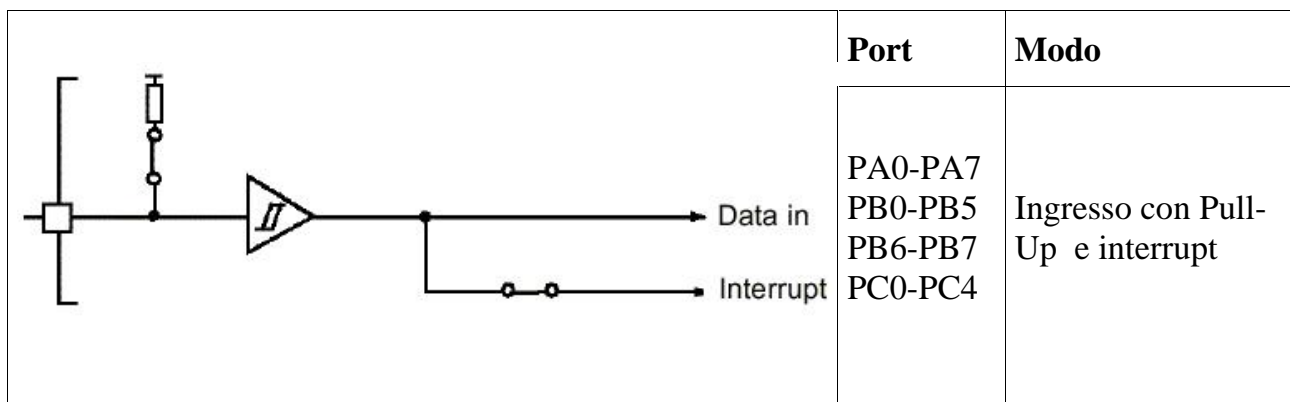 Port
Modo
Data in
Interrupt
PA0-PA7
PB0-PB5
PB6-PB7
PC0-PC4
Ingresso con Pull-
Up e interrupt